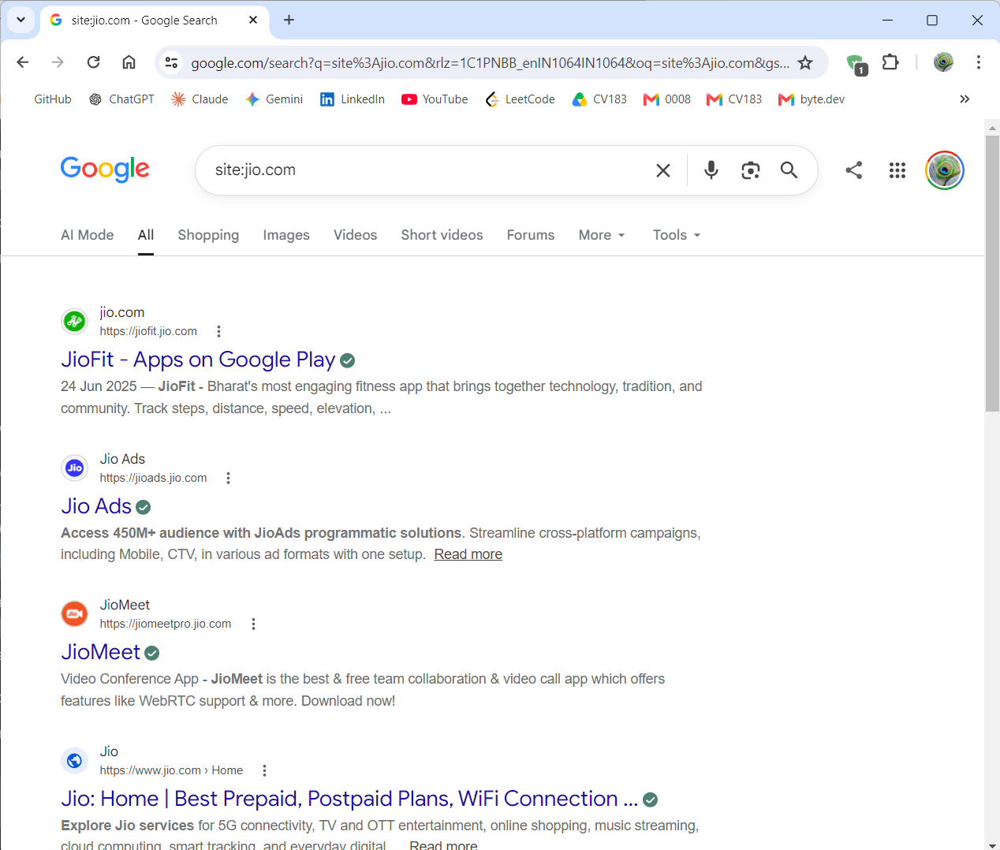 site:jio.com - Google Search
google.com/search?q=site%3Ajio.com&rlz=1C1PNBB_enIN1064IN1064&oq=site%3Ajio.com&gs...
1
GitHub ChatGPT Claude Gemini LinkedIn YouTube LeetCode CV183 0008 CV183 byte.dev
Google
site:jio.com
AI Mode All Shopping Images Videos Short videos Forums More Tools
jio.com
https://jiofit.jio.com
JioFit - Apps on Google Play
24 Jun 2025 — JioFit - Bharat's most engaging fitness app that brings together technology, tradition, and
community. Track steps, distance, speed, elevation, ...
Jio
Jio Ads
https://jioads.jio.com
Jio Ads
Access 450M+ audience with JioAds programmatic solutions. Streamline cross-platform campaigns,
including Mobile, CTV, in various ad formats with one setup. Read more
Jio
JioMeet
https://jiomeetpro.jio.com
JioMeet
Video Conference App - JioMeet is the best & free team collaboration & video call app which offers
features like WebRTC support & more. Download now!
Jio
https://www.jio.com › Home
Jio: Home | Best Prepaid, Postpaid Plans, WiFi Connection ...
Explore Jio services for 5G connectivity, TV and OTT entertainment, online shopping, music streaming,
cloud computing, smart tracking, and everyday digital ... Read more